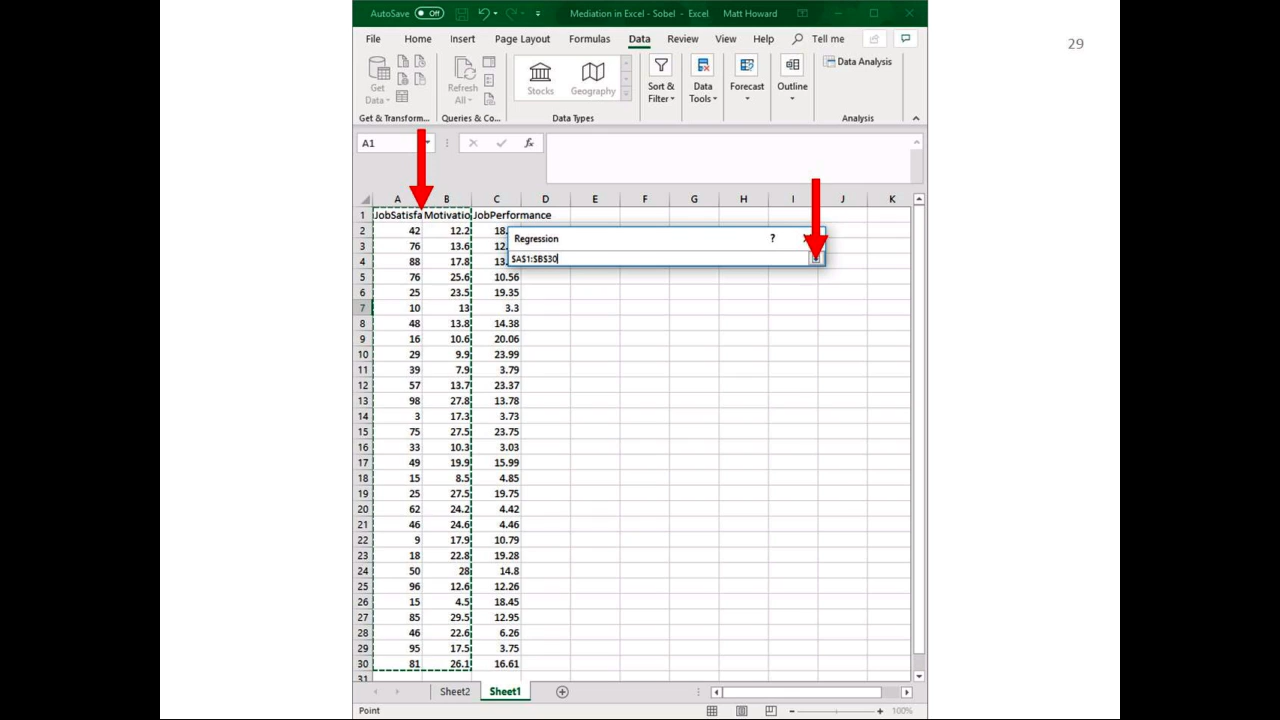 AutoSave Off Mediation in Excel - Sobel - Excel Matt Howard
29
File Home Insert Page Layout Formulas Data Review View Help Tell me
Get Data Refresh All Stocks Geography Sort & Filter Data Tools Forecast Outline Data Analysis
Get & Transform... Queries & Co... Data Types Analysis
A1 fx
A B C D E F G H I J K
1 JobSatisfa Motivatio JobPerformance
2 42 12.2 18.
Regression ?
3 76 13.6 12.
4 88 17.8 13.
$A$1:$B$30
5 76 25.6 10.56
6 25 23.5 19.35
7 10 13 3.3
8 48 13.8 14.38
9 16 10.6 20.06
10 29 9.9 23.99
11 39 7.9 3.79
12 57 13.7 23.37
13 98 27.8 13.78
14 3 17.3 3.73
15 75 27.5 23.75
16 33 10.3 3.03
17 49 19.9 15.99
18 15 8.5 4.85
19 25 27.5 19.75
20 62 24.2 4.42
21 46 24.6 4.46
22 9 17.9 10.79
23 18 22.8 19.28
24 50 28 14.8
25 96 12.6 12.26
26 15 4.5 18.45
27 85 29.5 12.95
28 46 22.6 6.26
29 95 17.5 3.75
30 81 26.1 16.61
31
Sheet2 Sheet1
Point 100%